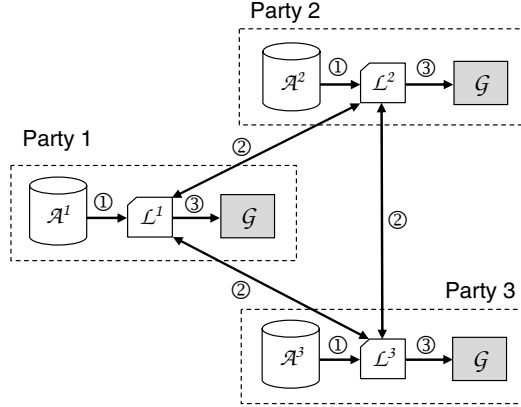 Party 2
𝒜² ① ℒ² ③ 𝒢
②
Party 1
𝒜¹ ① ℒ¹ ③ 𝒢
②
②
Party 3
𝒜³ ① ℒ³ ③ 𝒢